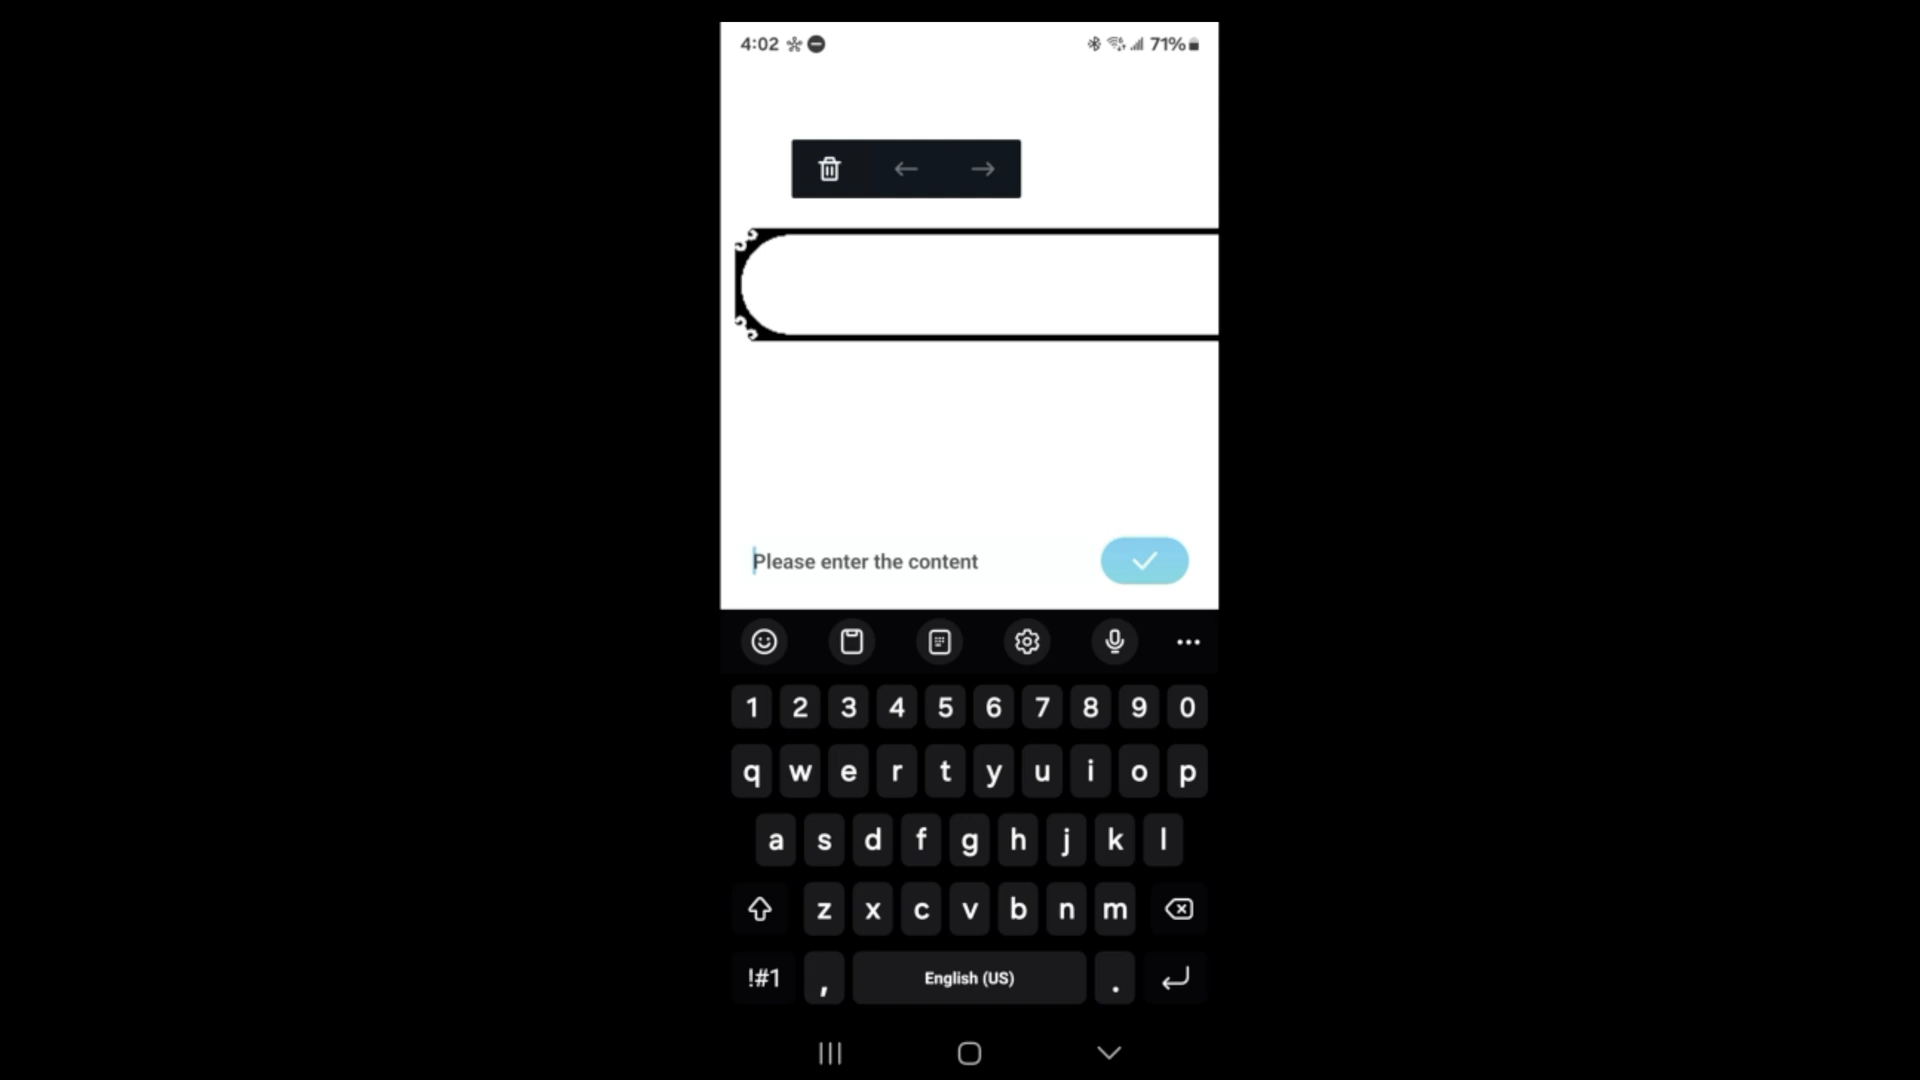 4:02 71%
Please enter the content
1 2 3 4 5 6 7 8 9 0
q w e r t y u i o p
a s d f g h j k l
z x c v b n m
!#1 , English (US) .